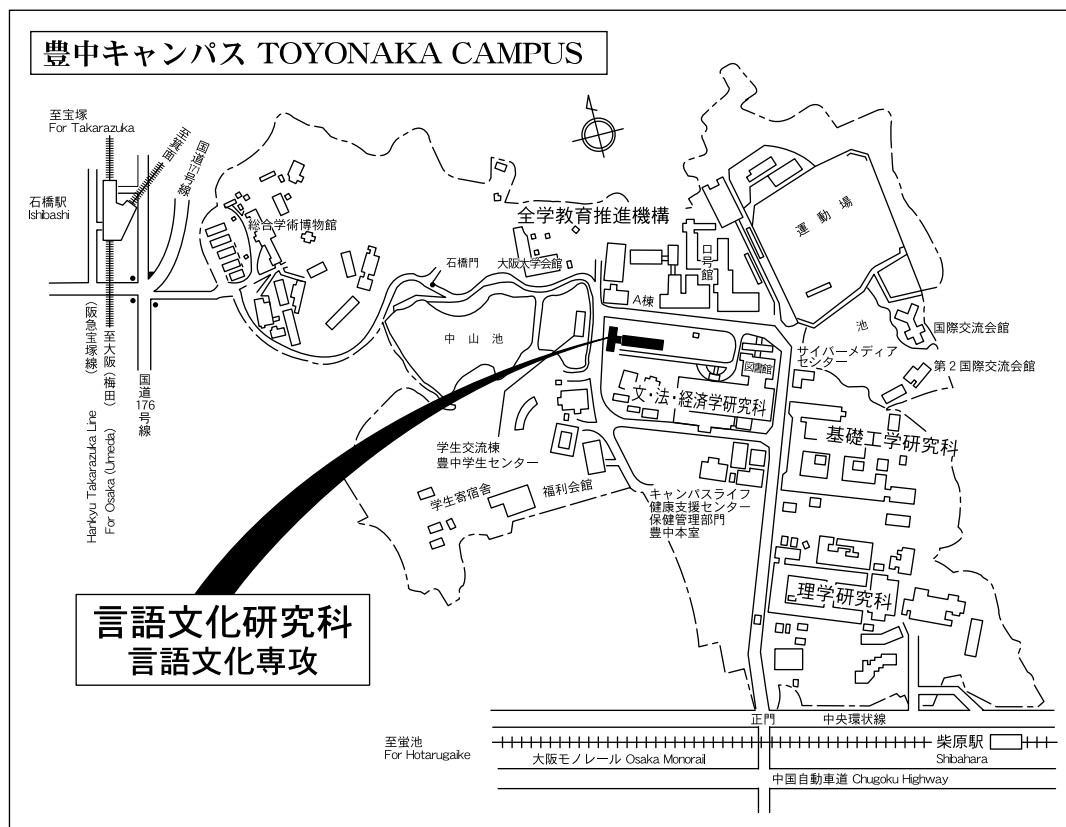 豊中キャンパス TOYONAKA CAMPUS
至宝塚
For Takarazuka
至箕面
国道171号線
石橋駅
Ishibashi
総合学術博物館
全学教育推進機構
石橋門
大阪大学会館
ロ号館
A棟
運動場
池
国際交流会館
サイバーメディア
センター
第2国際交流会館
中山池
図書館
文・法・経済学研究科
基礎工学研究科
(阪急宝塚線)
Hankyu Takarazuka Line
至大阪(梅田)
For Osaka (Umeda)
国道176号線
学生交流棟
豊中学生センター
学生寄宿舎
福利会館
キャンパスライフ
健康支援センター
保健管理部門
豊中本室
理学研究科
言語文化研究科
言語文化専攻
正門
中央環状線
至蛍池
For Hotarugaike
大阪モノレール Osaka Monorail
柴原駅
Shibahara
中国自動車道 Chugoku Highway